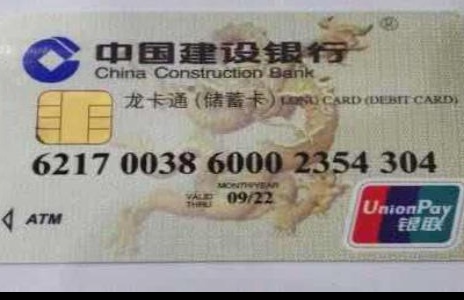 ®
中国建设银行
China Construction Bank
龙卡通(储蓄卡) LONG CARD (DEBIT CARD)
6217 0038 6000 2354 304
MONTH/YEAR
VALID THRU 09/22
ATM
UnionPay
银联